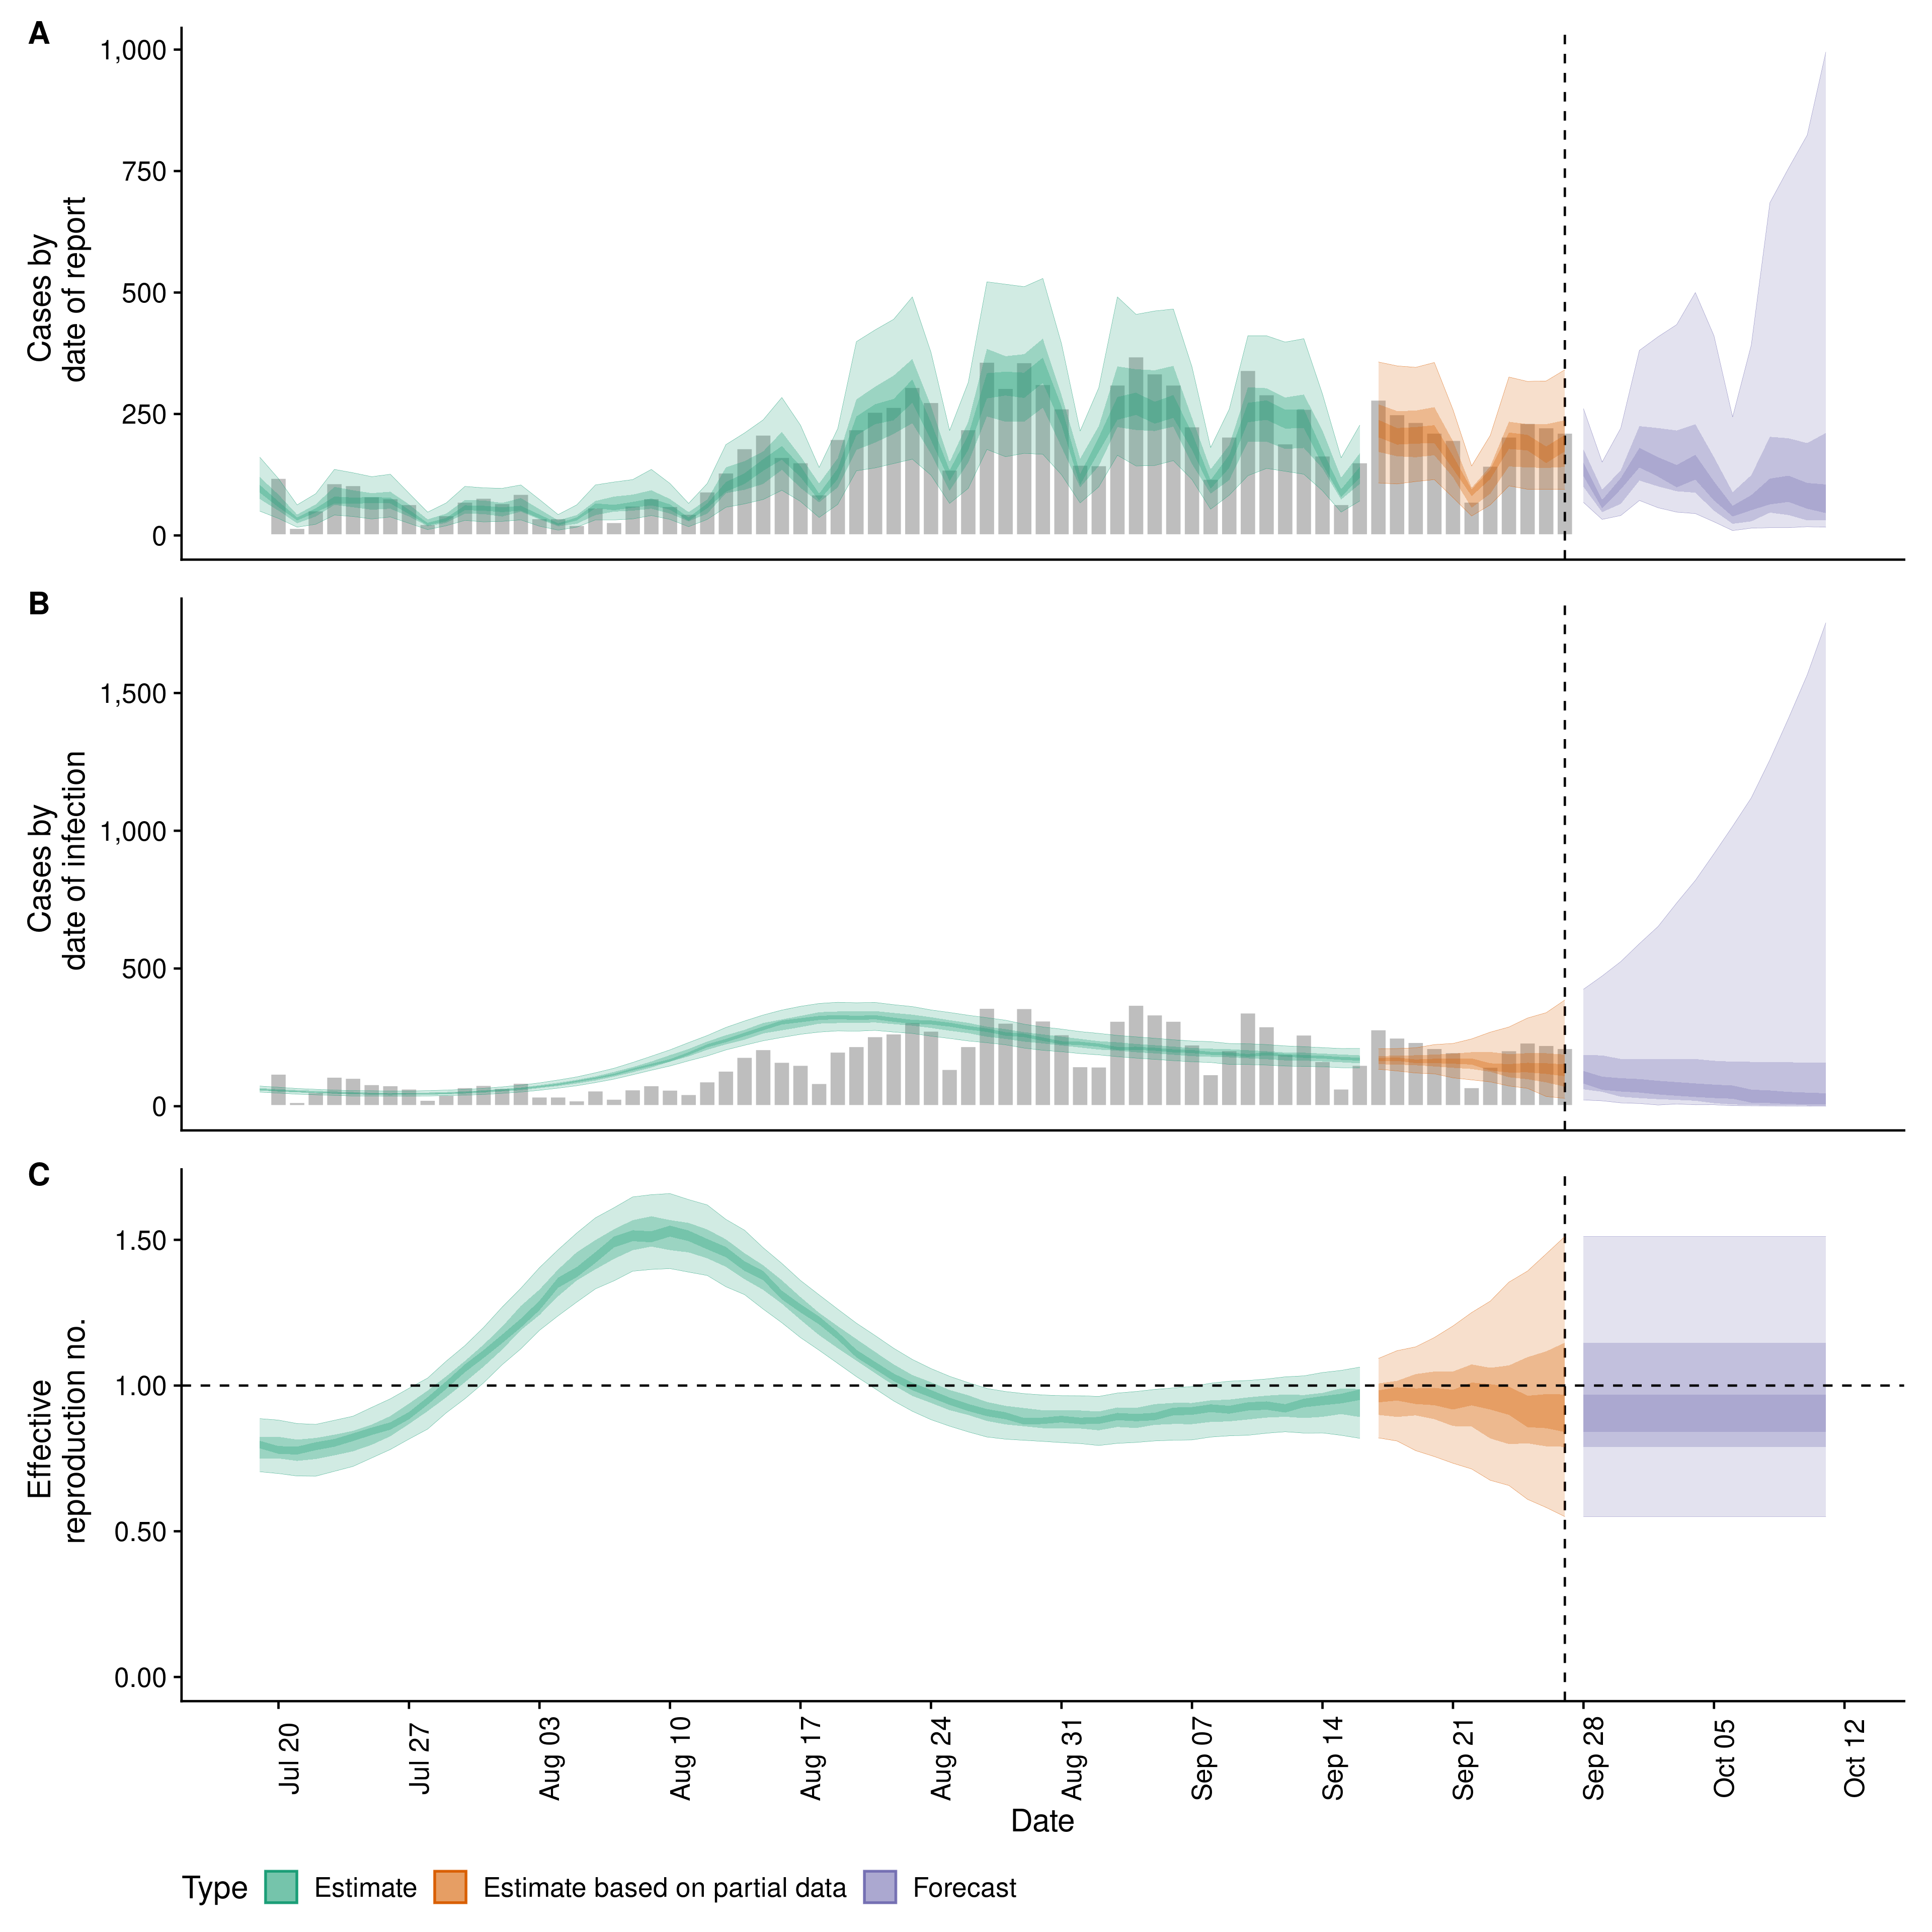 A
Cases by
date of report
1,000
750
500
250
0
B
Cases by
date of infection
1,500
1,000
500
0
C
Effective
reproduction no.
1.50
1.00
0.50
0.00
Jul 20
Jul 27
Aug 03
Aug 10
Aug 17
Aug 24
Aug 31
Sep 07
Sep 14
Sep 21
Sep 28
Oct 05
Oct 12
Date
Type Estimate Estimate based on partial data Forecast